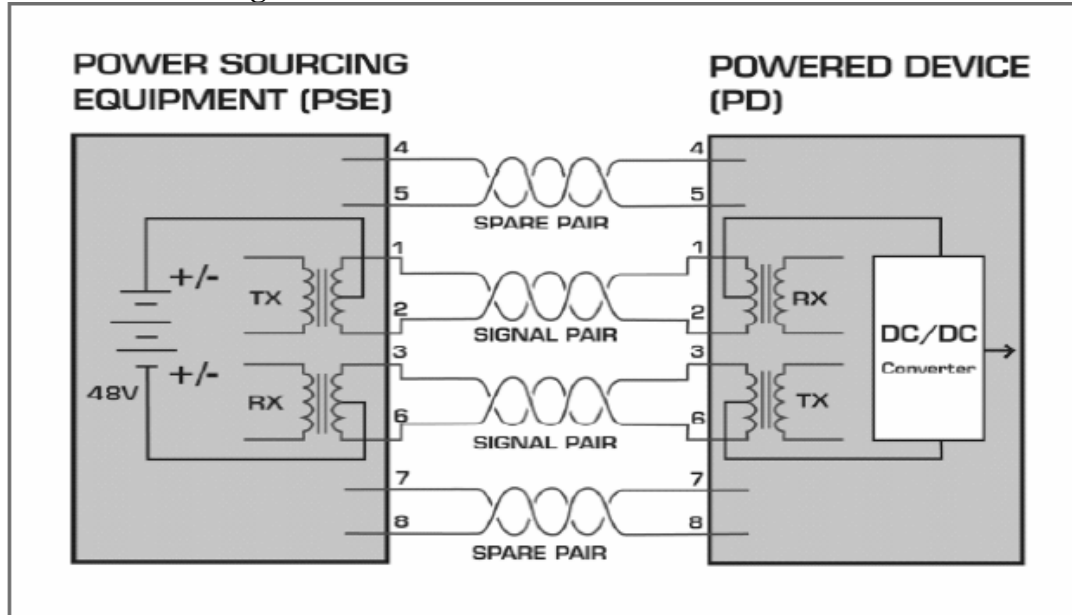 POWER SOURCING
EQUIPMENT (PSE)
POWERED DEVICE
(PD)
4
4
5
5
SPARE PAIR
1
1
+/-
TX
RX
2
2
SIGNAL PAIR
DC/DC
Converter
3
3
+/-
48V
RX
TX
6
6
SIGNAL PAIR
7
7
8
8
SPARE PAIR